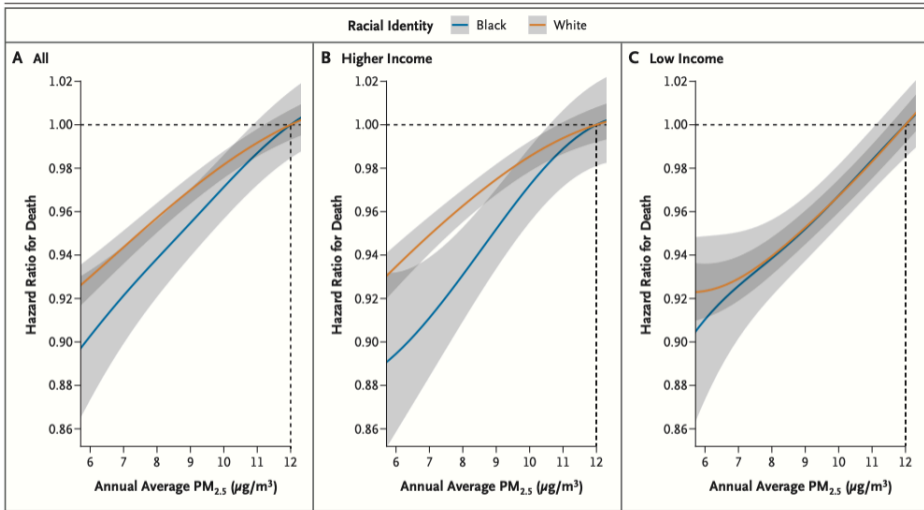 Racial Identity Black White
A All
Hazard Ratio for Death
1.02
1.00
0.98
0.96
0.94
0.92
0.90
0.88
0.86
6 7 8 9 10 11 12
Annual Average PM2.5 (µg/m³)
B Higher Income
Hazard Ratio for Death
1.02
1.00
0.98
0.96
0.94
0.92
0.90
0.88
0.86
6 7 8 9 10 11 12
Annual Average PM2.5 (µg/m³)
C Low Income
Hazard Ratio for Death
1.02
1.00
0.98
0.96
0.94
0.92
0.90
0.88
0.86
6 7 8 9 10 11 12
Annual Average PM2.5 (µg/m³)